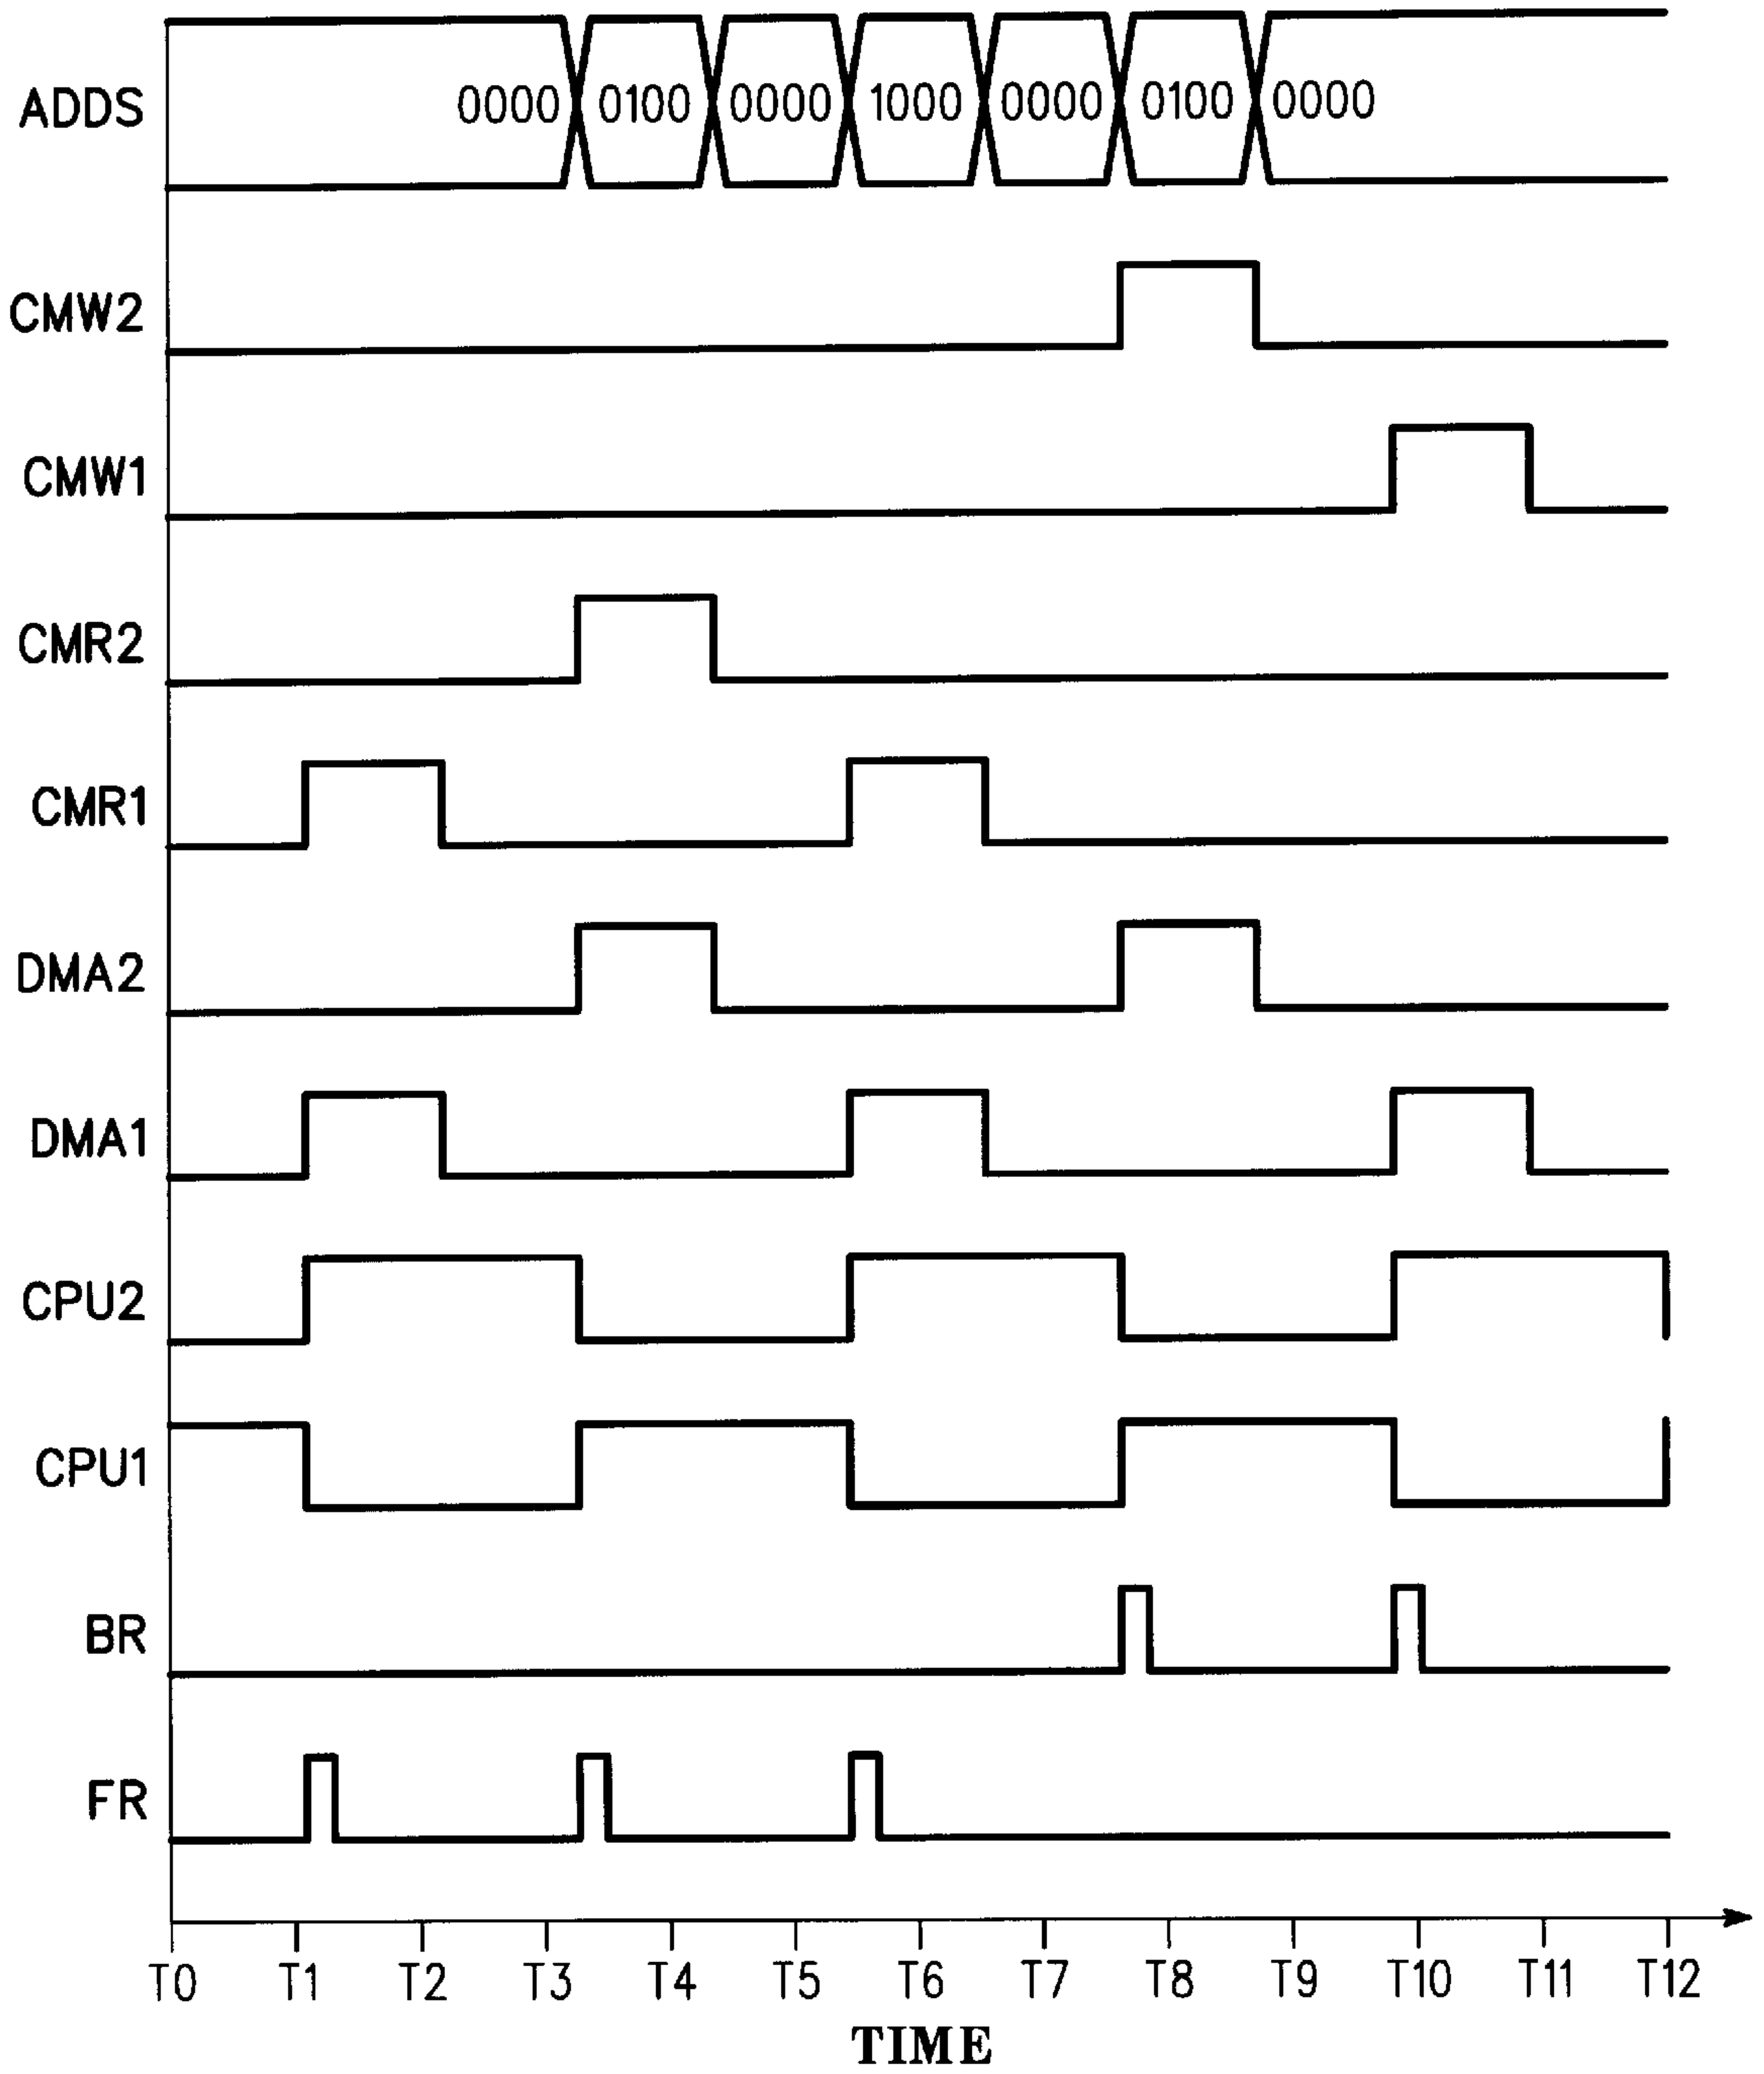 ADDS 0000 0100 0000 1000 0000 0100 0000
CMW2
CMW1
CMR2
CMR1
DMA2
DMA1
CPU2
CPU1
BR
FR
T0 T1 T2 T3 T4 T5 T6 T7 T8 T9 T10 T11 T12
TIME